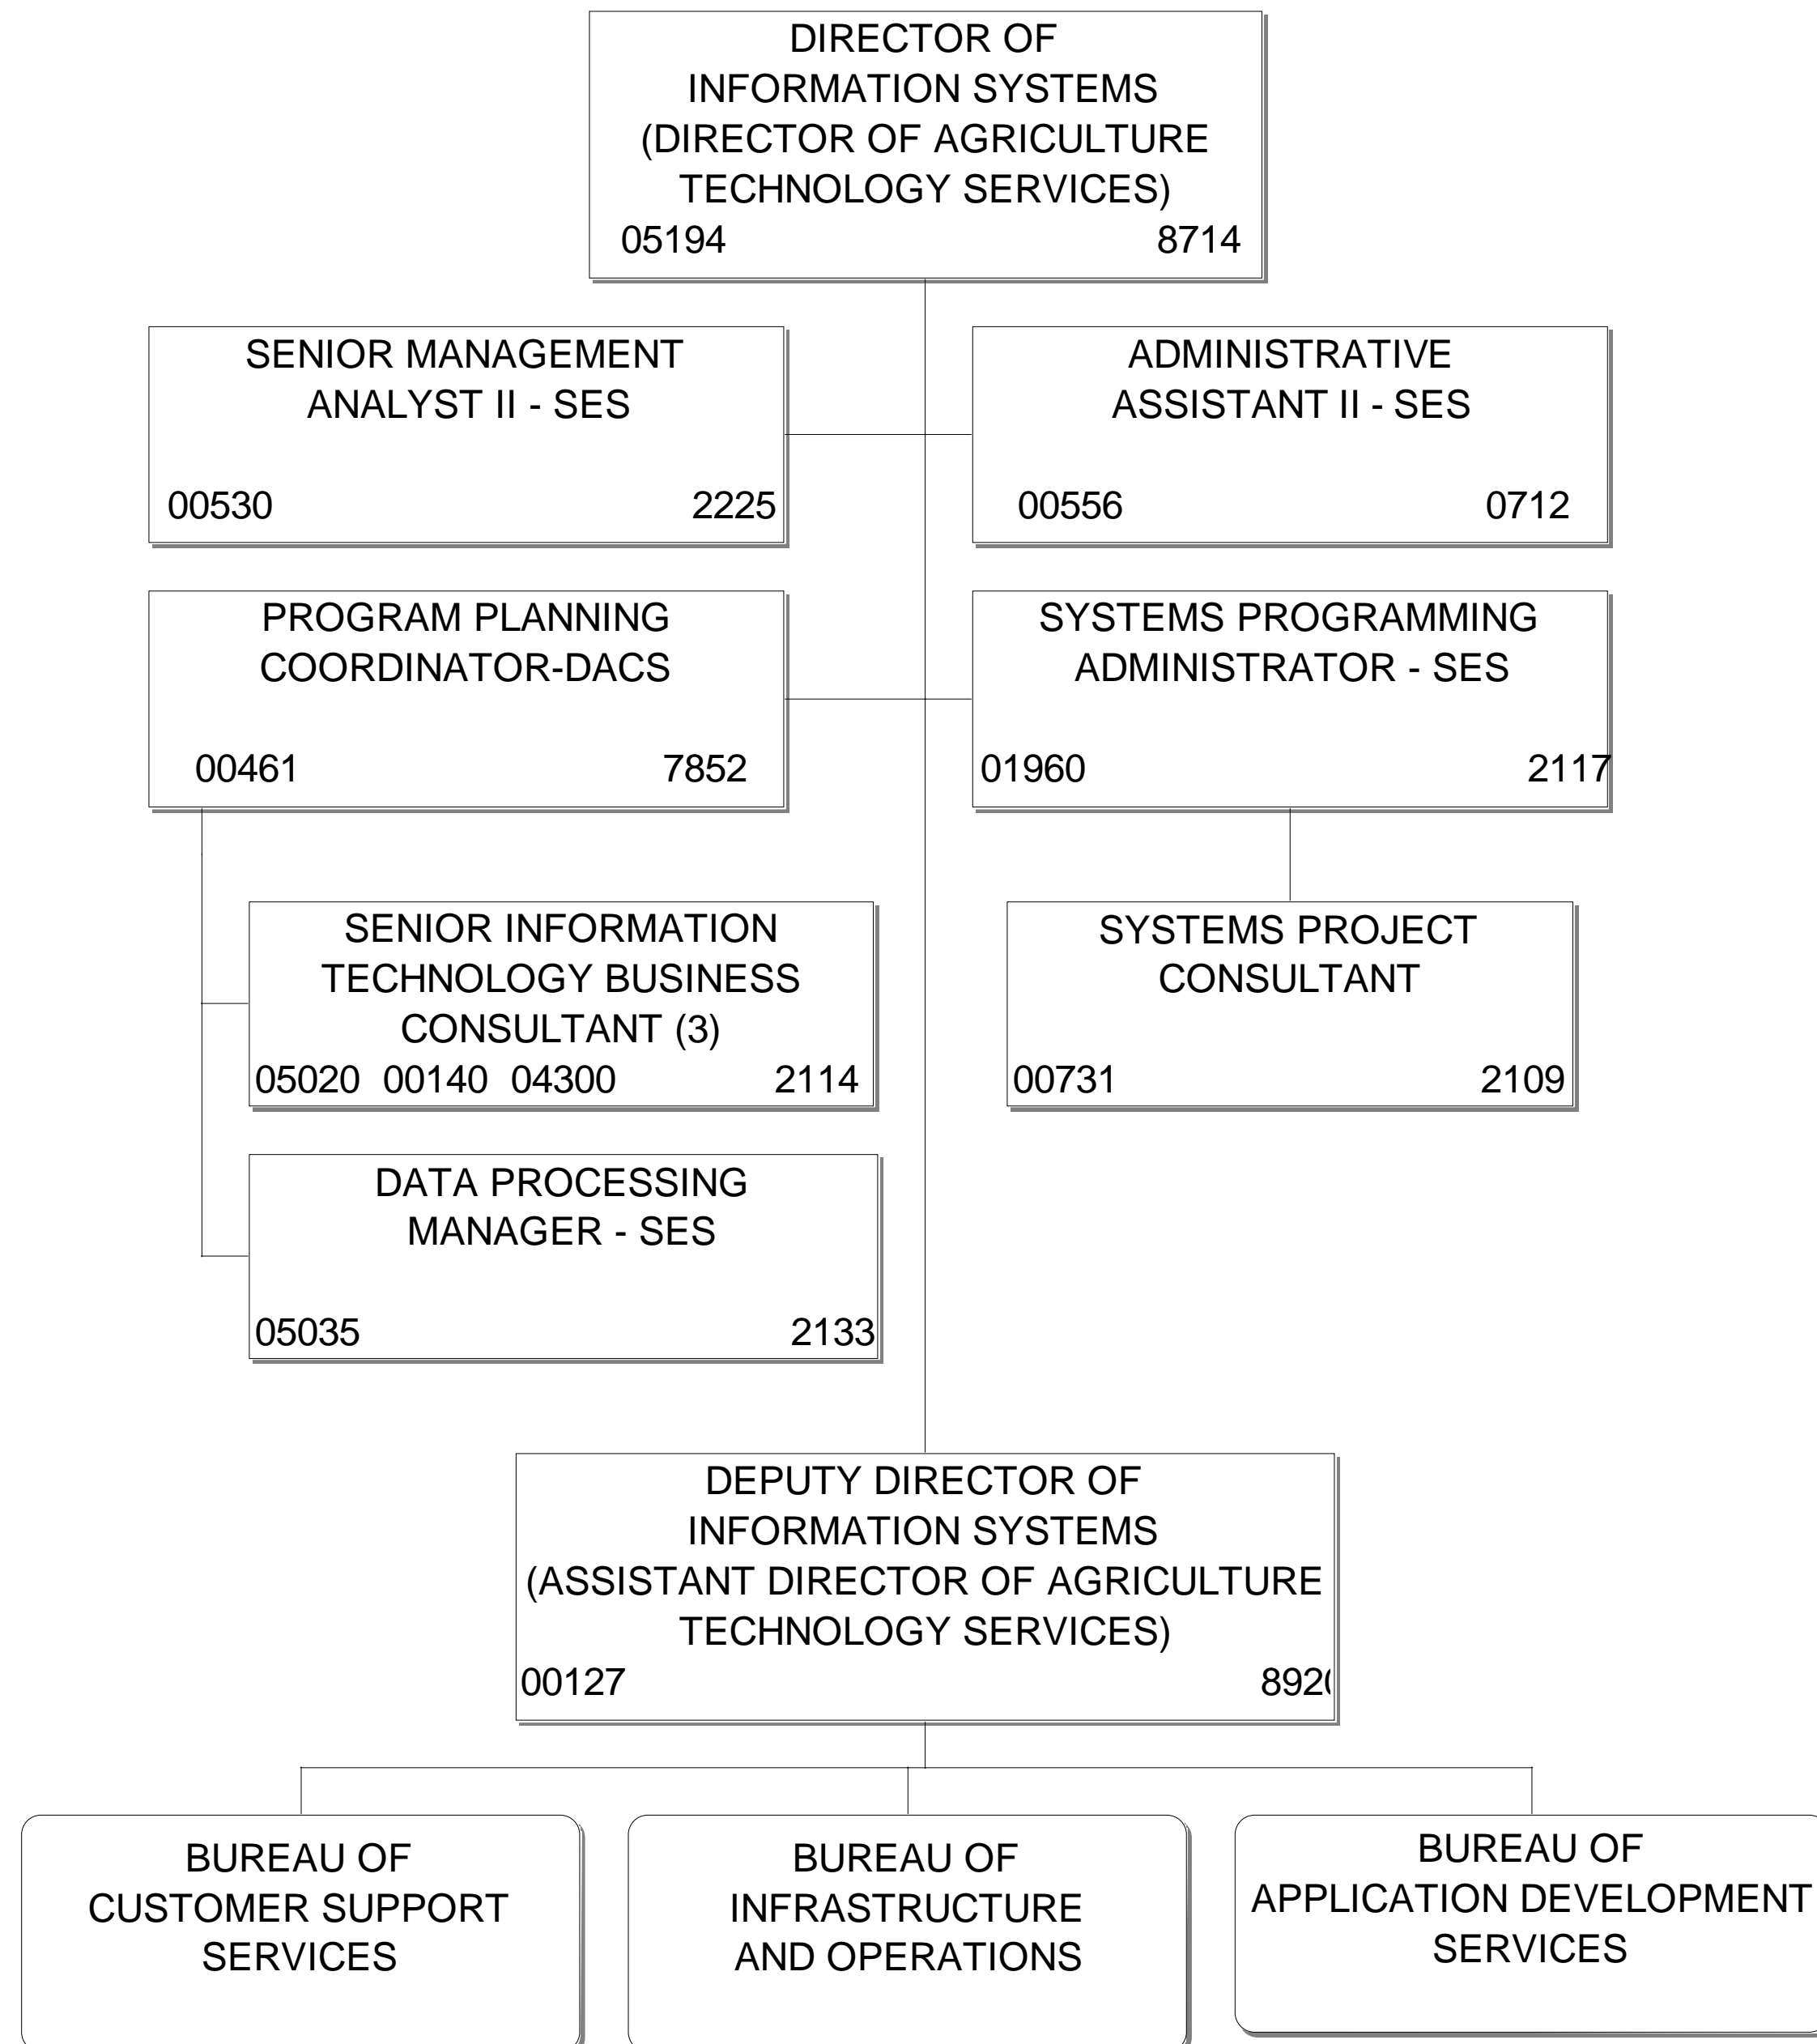 DIRECTOR OF
INFORMATION SYSTEMS
(DIRECTOR OF AGRICULTURE
TECHNOLOGY SERVICES)
05194 8714
SENIOR MANAGEMENT
ANALYST II - SES
00530 2225
ADMINISTRATIVE
ASSISTANT II - SES
00556 0712
PROGRAM PLANNING
COORDINATOR-DACS
00461 7852
SYSTEMS PROGRAMMING
ADMINISTRATOR - SES
01960 2117
SENIOR INFORMATION
TECHNOLOGY BUSINESS
CONSULTANT (3)
05020 00140 04300 2114
SYSTEMS PROJECT
CONSULTANT
00731 2109
DATA PROCESSING
MANAGER - SES
05035 2133
DEPUTY DIRECTOR OF
INFORMATION SYSTEMS
(ASSISTANT DIRECTOR OF AGRICULTURE
TECHNOLOGY SERVICES)
00127 8920
BUREAU OF
CUSTOMER SUPPORT
SERVICES
BUREAU OF
INFRASTRUCTURE
AND OPERATIONS
BUREAU OF
APPLICATION DEVELOPMENT
SERVICES